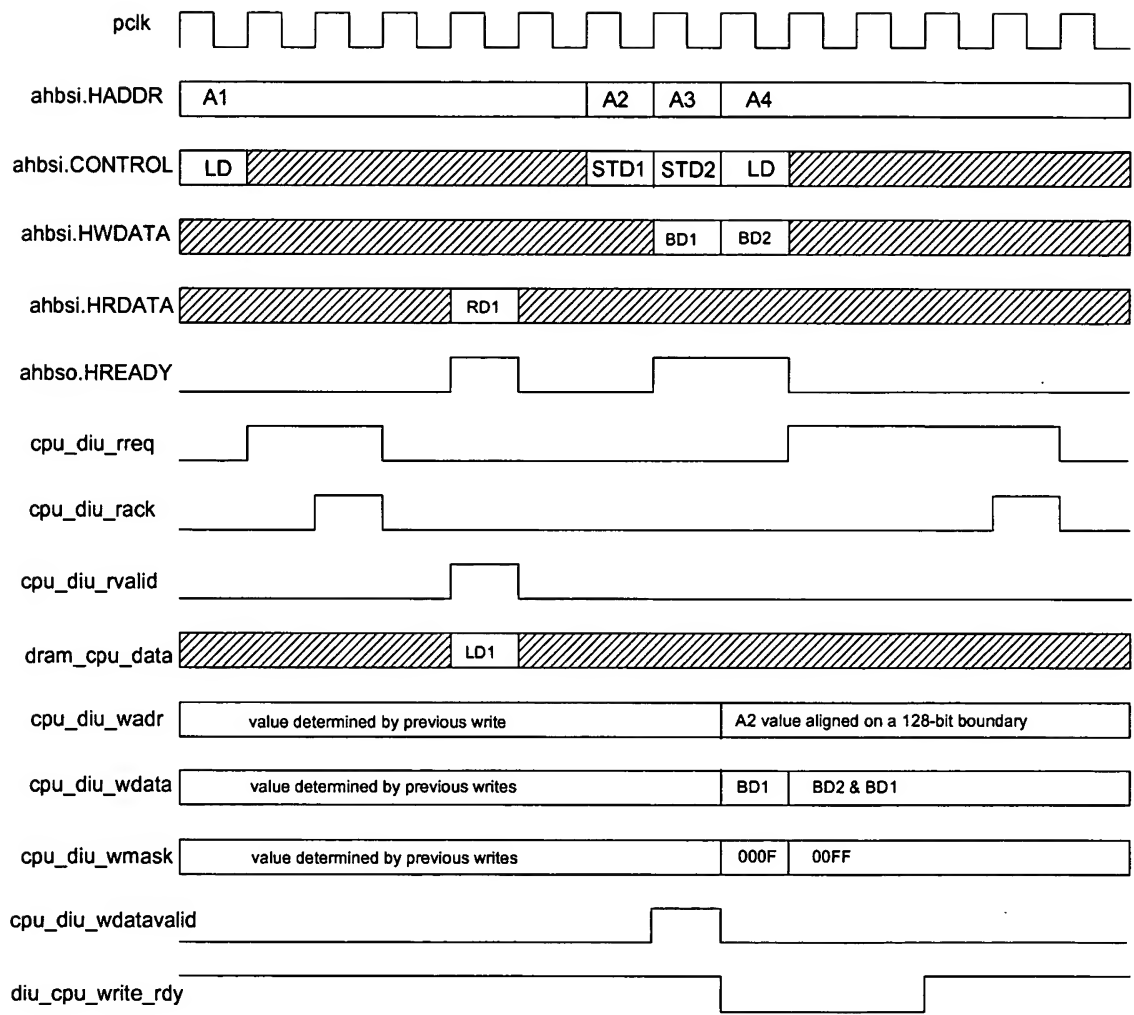 pclk
ahbsi.HADDR A1 A2 A3 A4
ahbsi.CONTROL LD STD1 STD2 LD
ahbsi.HWDATA BD1 BD2
ahbsi.HRDATA RD1
ahbso.HREADY
cpu_diu_rreq
cpu_diu_rack
cpu_diu_rvalid
dram_cpu_data LD1
cpu_diu_wadr value determined by previous write A2 value aligned on a 128-bit boundary
cpu_diu_wdata value determined by previous writes BD1 BD2 & BD1
cpu_diu_wmask value determined by previous writes 000F 00FF
cpu_diu_wdatavalid
diu_cpu_write_rdy